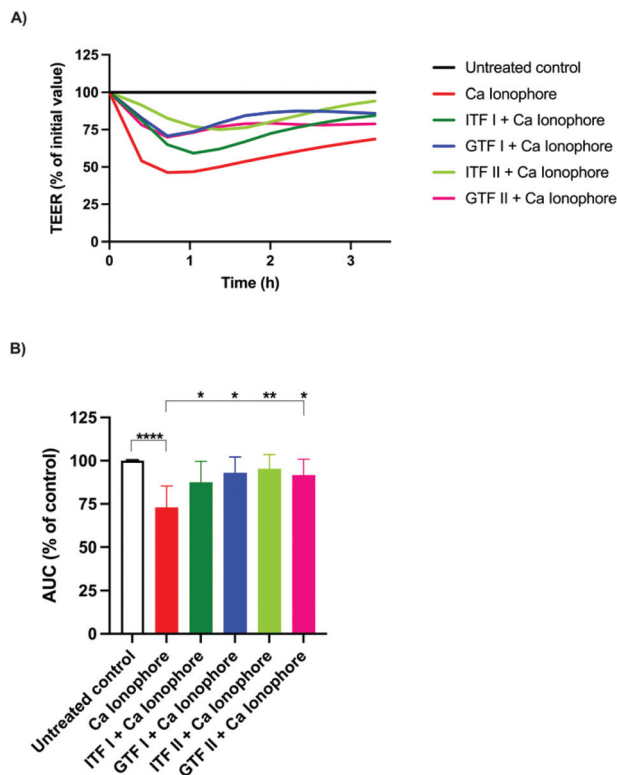 A)
TEER (% of initial value)
125
100
75
50
25
0
0 1 2 3
Time (h)
Untreated control
Ca Ionophore
ITF I + Ca Ionophore
GTF I + Ca Ionophore
ITF II + Ca Ionophore
GTF II + Ca Ionophore
B)
AUC (% of control)
125
100
75
50
25
0
**** * * ** *
Untreated control
Ca Ionophore
ITF I + Ca Ionophore
GTF I + Ca Ionophore
ITF II + Ca Ionophore
GTF II + Ca Ionophore